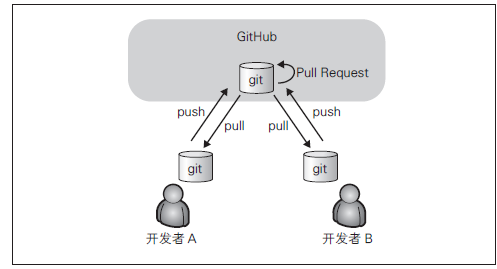 GitHub
git
Pull Request
push
pull
pull
push
git
git
开发者 A
开发者 B